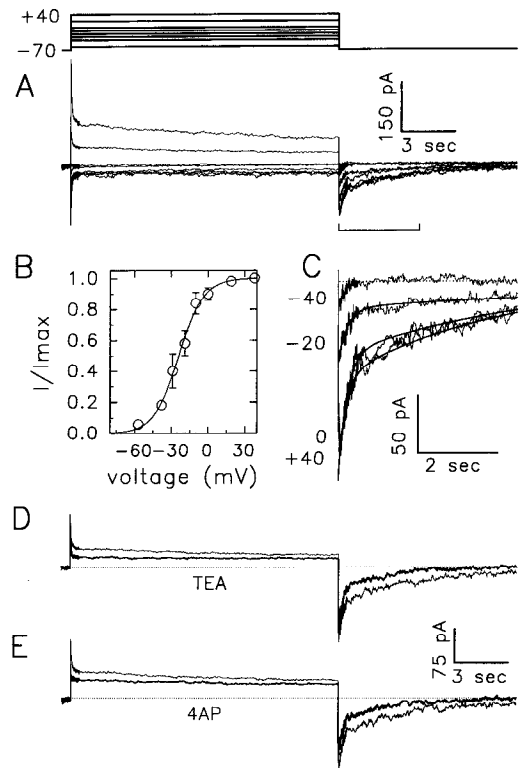 +40
-70
A
150 pA
3 sec
B
C
I/Imax
1.0
0.8
0.6
0.4
0.2
0.0
-60
-30
0
30
voltage (mV)
-40
-20
0
+40
50 pA
2 sec
D
TEA
E
4AP
75 pA
3 sec